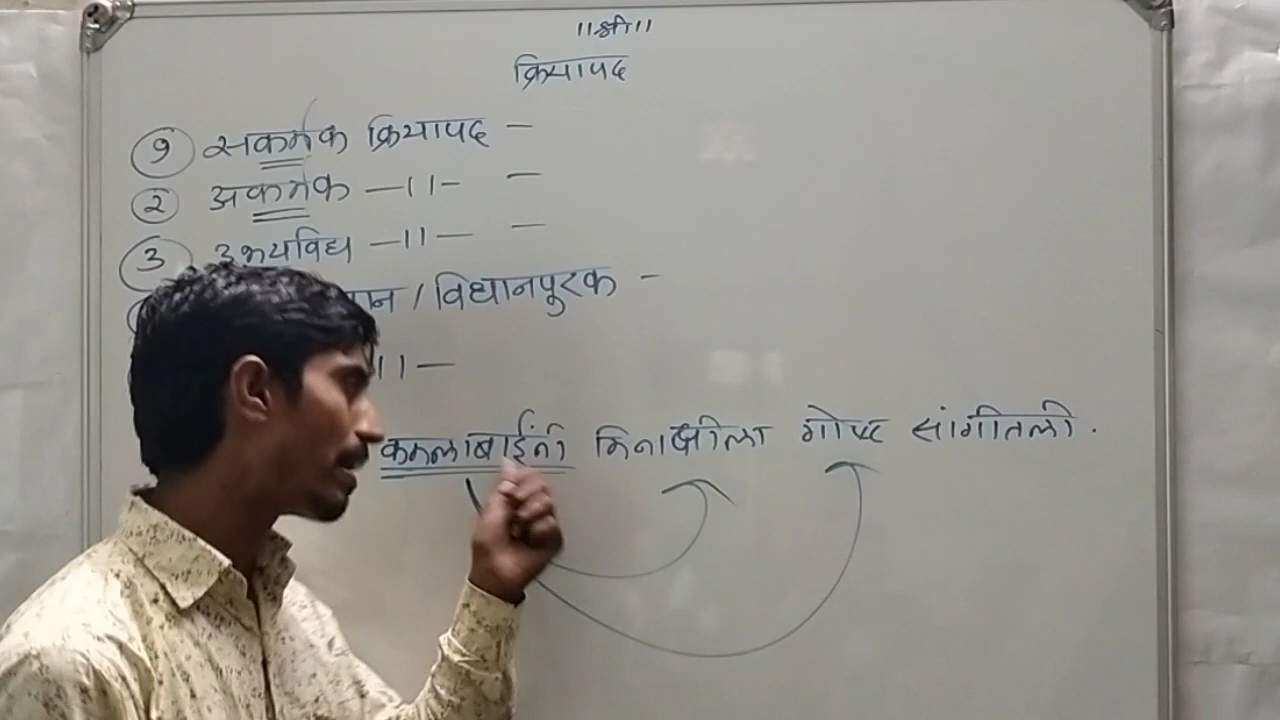 ॥श्री॥
क्रियापद
१ सकर्मक क्रियापद –
२ अकर्मक —॥— –
३ उभयविध —॥— –
/ विधानपुरक –
॥—
कमलाबाईंनी मिनाक्षीला गोष्ट सांगीतली.